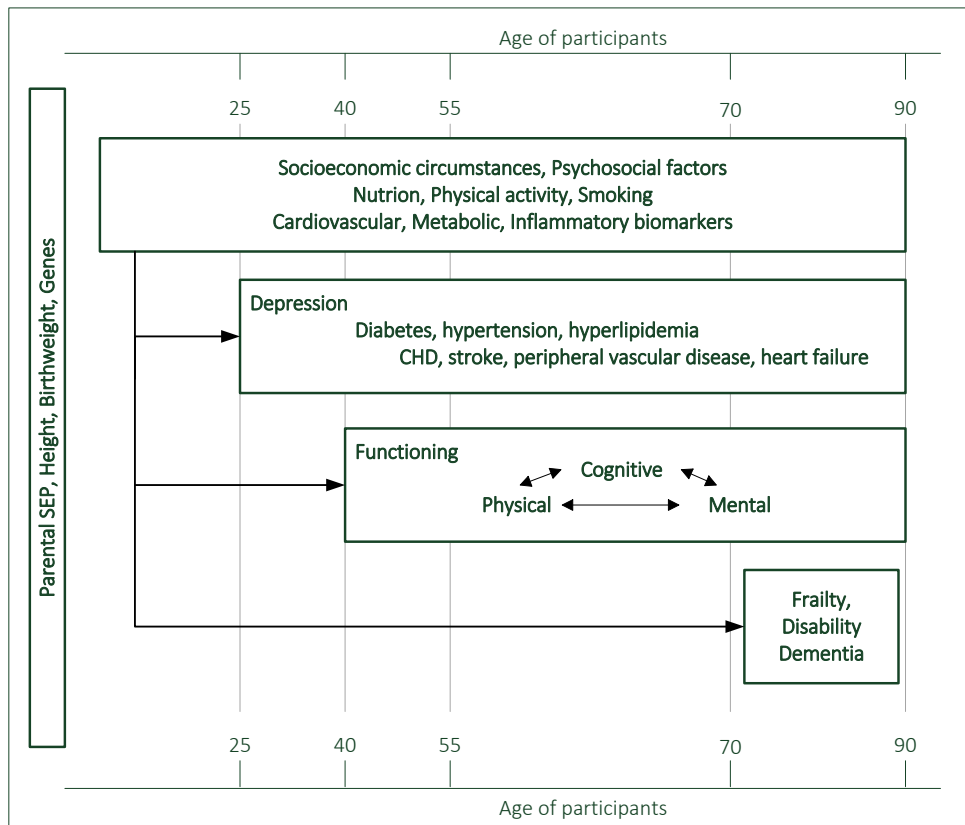 Age of participants
25 40 55 70 90
Parental SEP, Height, Birthweight, Genes
Socioeconomic circumstances, Psychosocial factors
Nutrion, Physical activity, Smoking
Cardiovascular, Metabolic, Inflammatory biomarkers
Depression
Diabetes, hypertension, hyperlipidemia
CHD, stroke, peripheral vascular disease, heart failure
Functioning
Cognitive
Physical Mental
Frailty,
Disability
Dementia
25 40 55 70 90
Age of participants